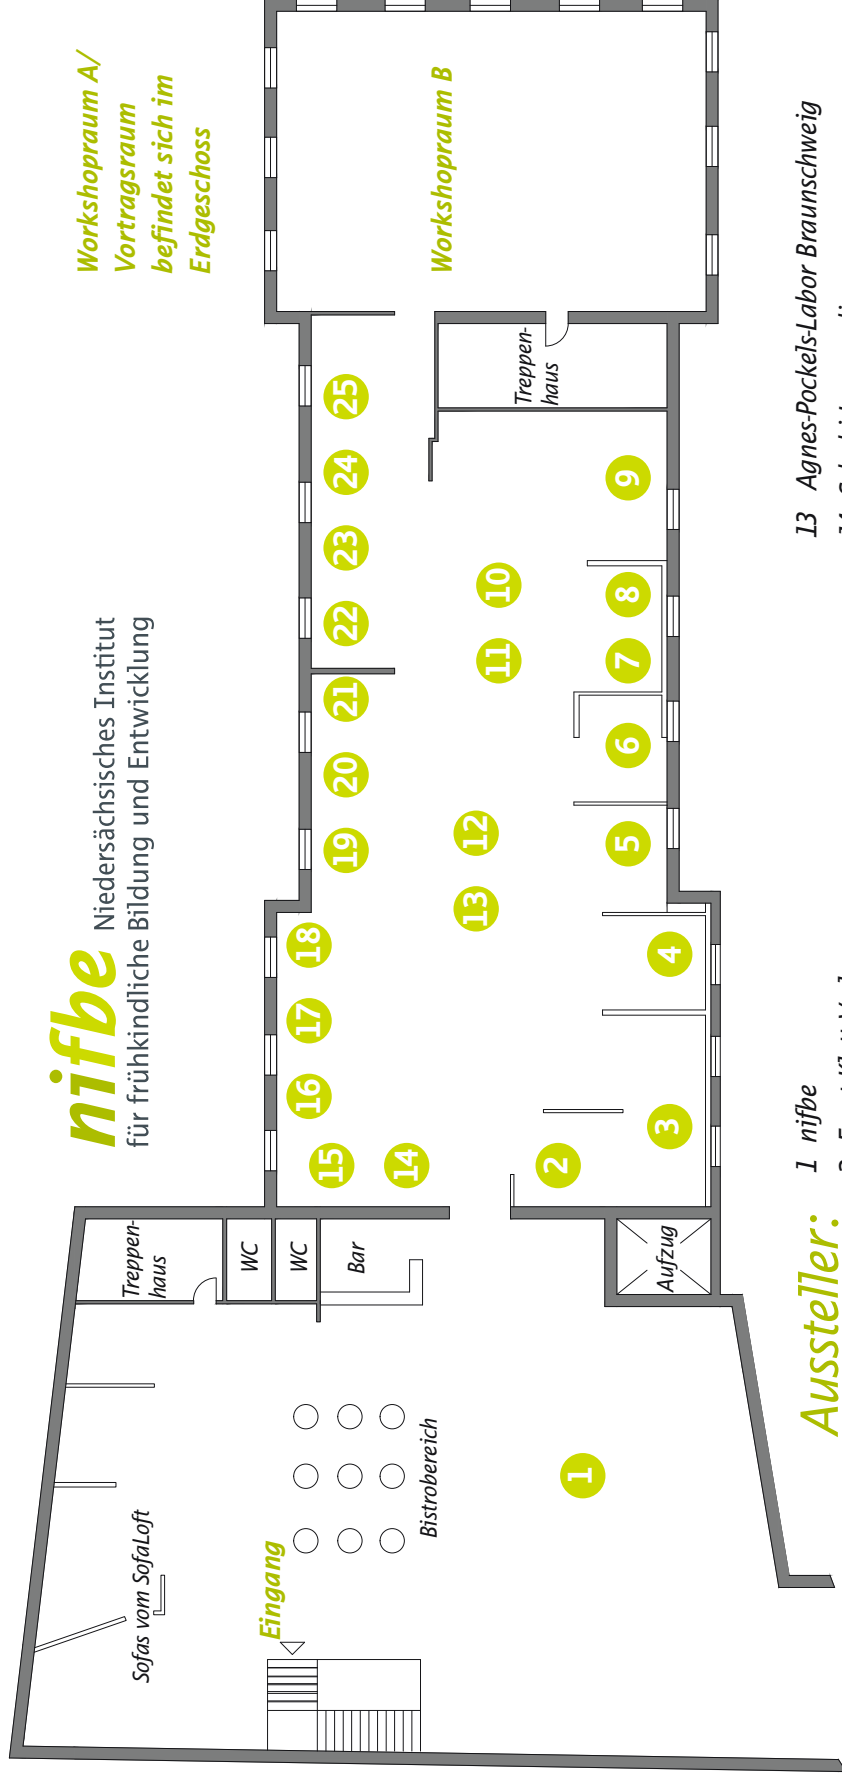 nifbe Niedersächsisches Institut
für frühkindliche Bildung und Entwicklung
Workshopraum A/
Vortragsraum
befindet sich im
Erdgeschoss
Treppen-
haus
WC
WC
Bar
Sofas vom SofaLoft
Eingang
Bistrobereich
Aufzug
Workshopraum B
Treppen-
haus
1
2
3
4
5
6
7
8
9
10
11
12
13
14
15
16
17
18
19
20
21
22
23
24
25
Aussteller:
1 nifbe
13 Agnes-Pockels-Labor Braunschweig